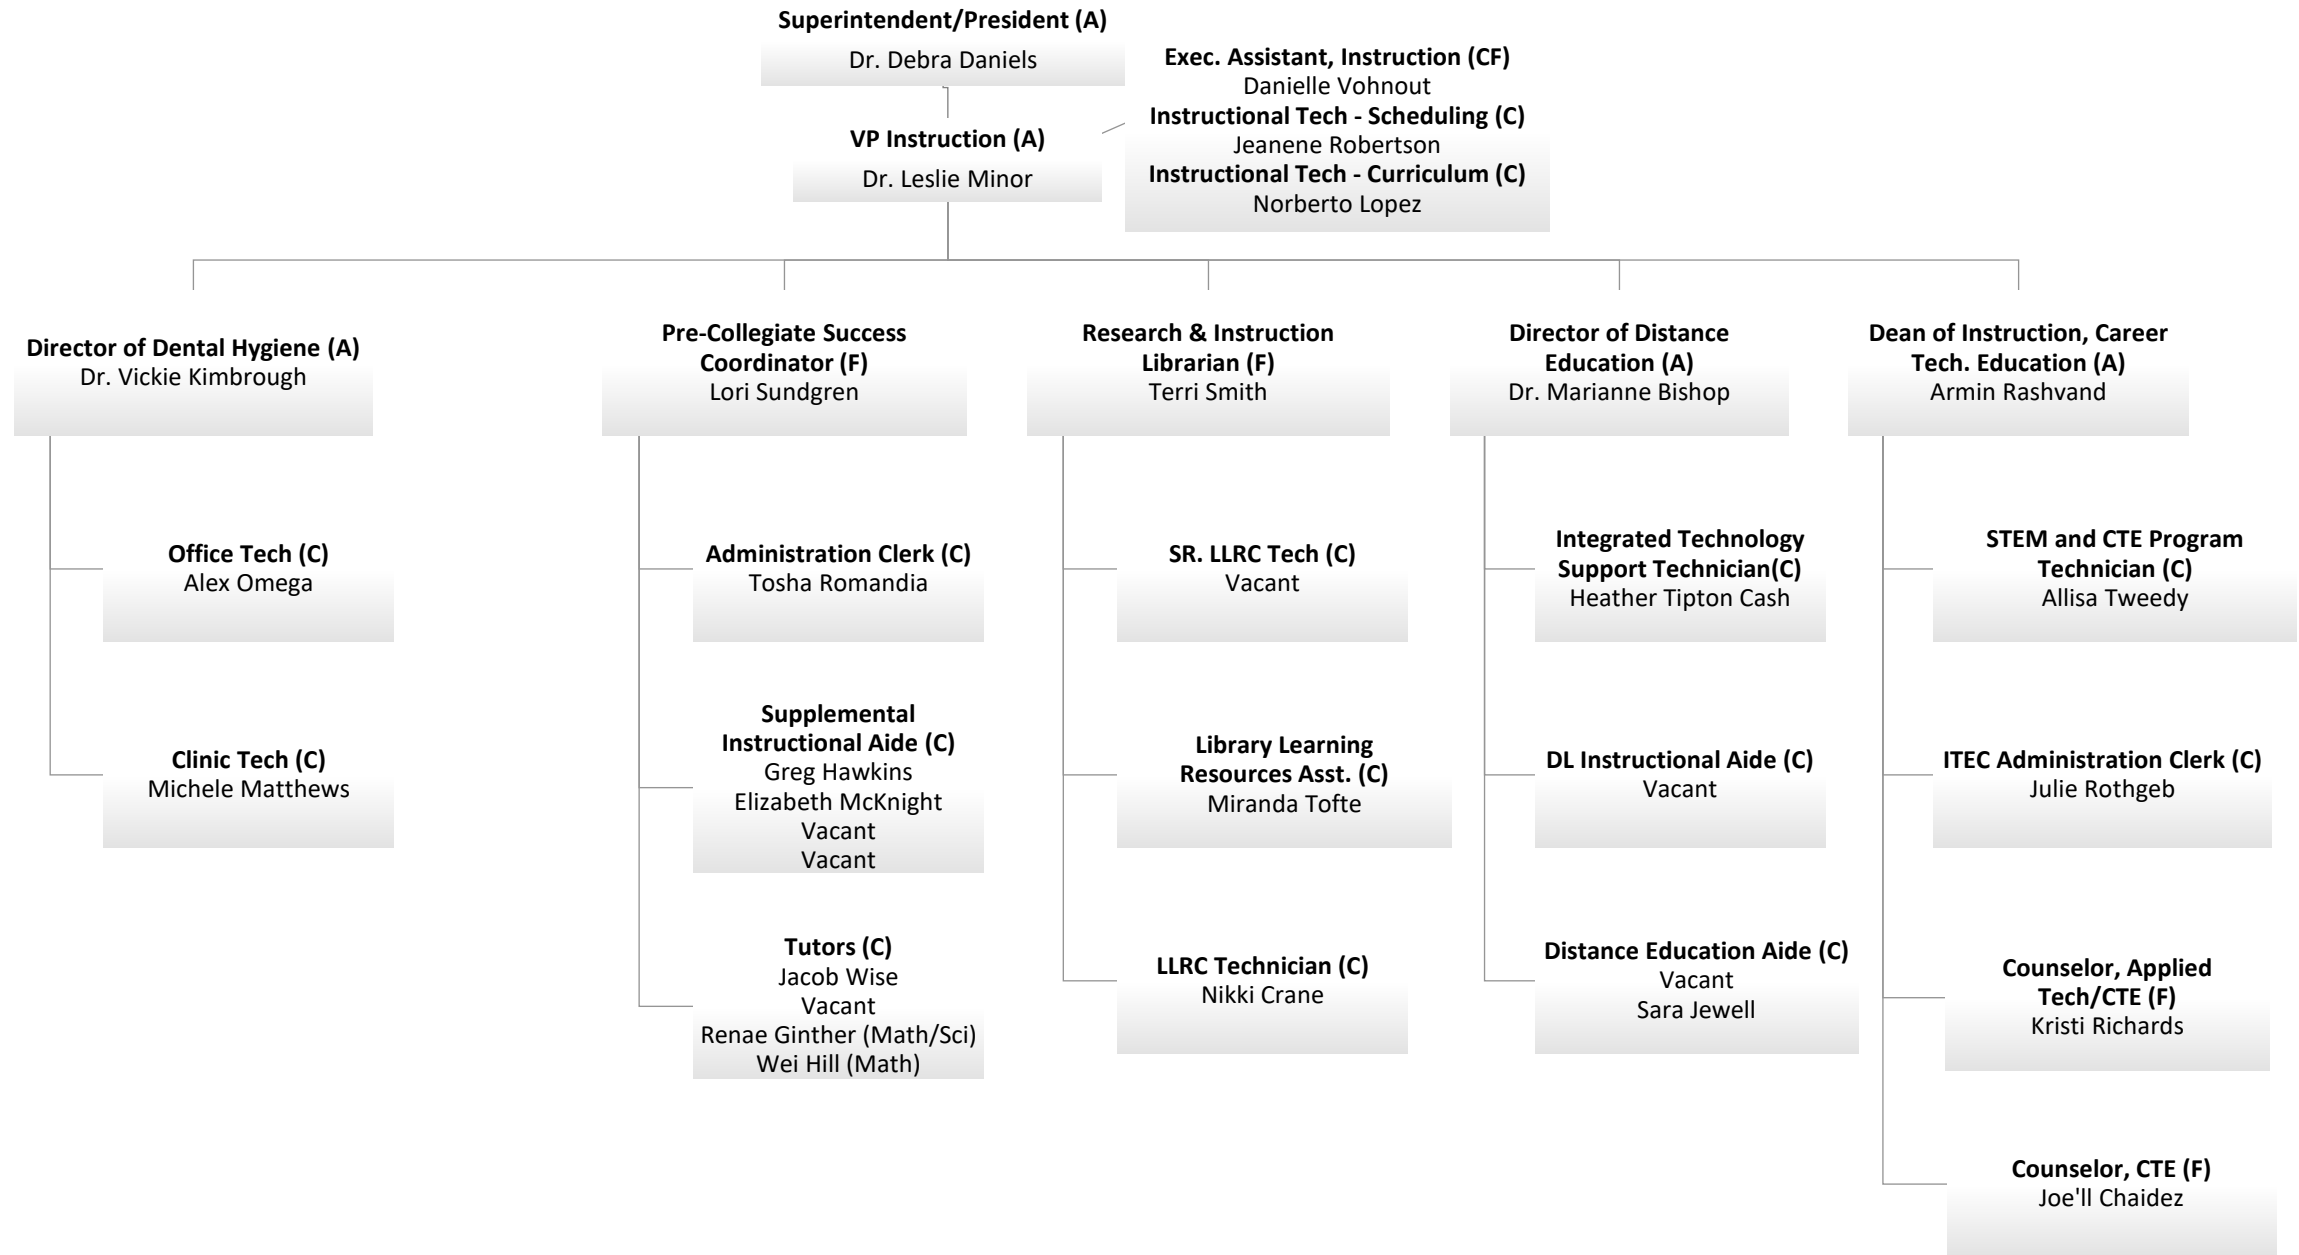 Superintendent/President (A)
Dr. Debra Daniels
Exec. Assistant, Instruction (CF)
Danielle Vohnout
Instructional Tech - Scheduling (C)
Jeanene Robertson
Instructional Tech - Curriculum (C)
Norberto Lopez
VP Instruction (A)
Dr. Leslie Minor
Director of Dental Hygiene (A)
Dr. Vickie Kimbrough
Office Tech (C)
Alex Omega
Clinic Tech (C)
Michele Matthews
Pre-Collegiate Success
Coordinator (F)
Lori Sundgren
Administration Clerk (C)
Tosha Romandia
Supplemental
Instructional Aide (C)
Greg Hawkins
Elizabeth McKnight
Vacant
Vacant
Tutors (C)
Jacob Wise
Vacant
Renae Ginther (Math/Sci)
Wei Hill (Math)
Research & Instruction
Librarian (F)
Terri Smith
SR. LLRC Tech (C)
Vacant
Library Learning
Resources Asst. (C)
Miranda Tofte
LLRC Technician (C)
Nikki Crane
Director of Distance
Education (A)
Dr. Marianne Bishop
Integrated Technology
Support Technician(C)
Heather Tipton Cash
DL Instructional Aide (C)
Vacant
Distance Education Aide (C)
Vacant
Sara Jewell
Dean of Instruction, Career
Tech. Education (A)
Armin Rashvand
STEM and CTE Program
Technician (C)
Allisa Tweedy
ITEC Administration Clerk (C)
Julie Rothgeb
Counselor, Applied
Tech/CTE (F)
Kristi Richards
Counselor, CTE (F)
Joe'll Chaidez